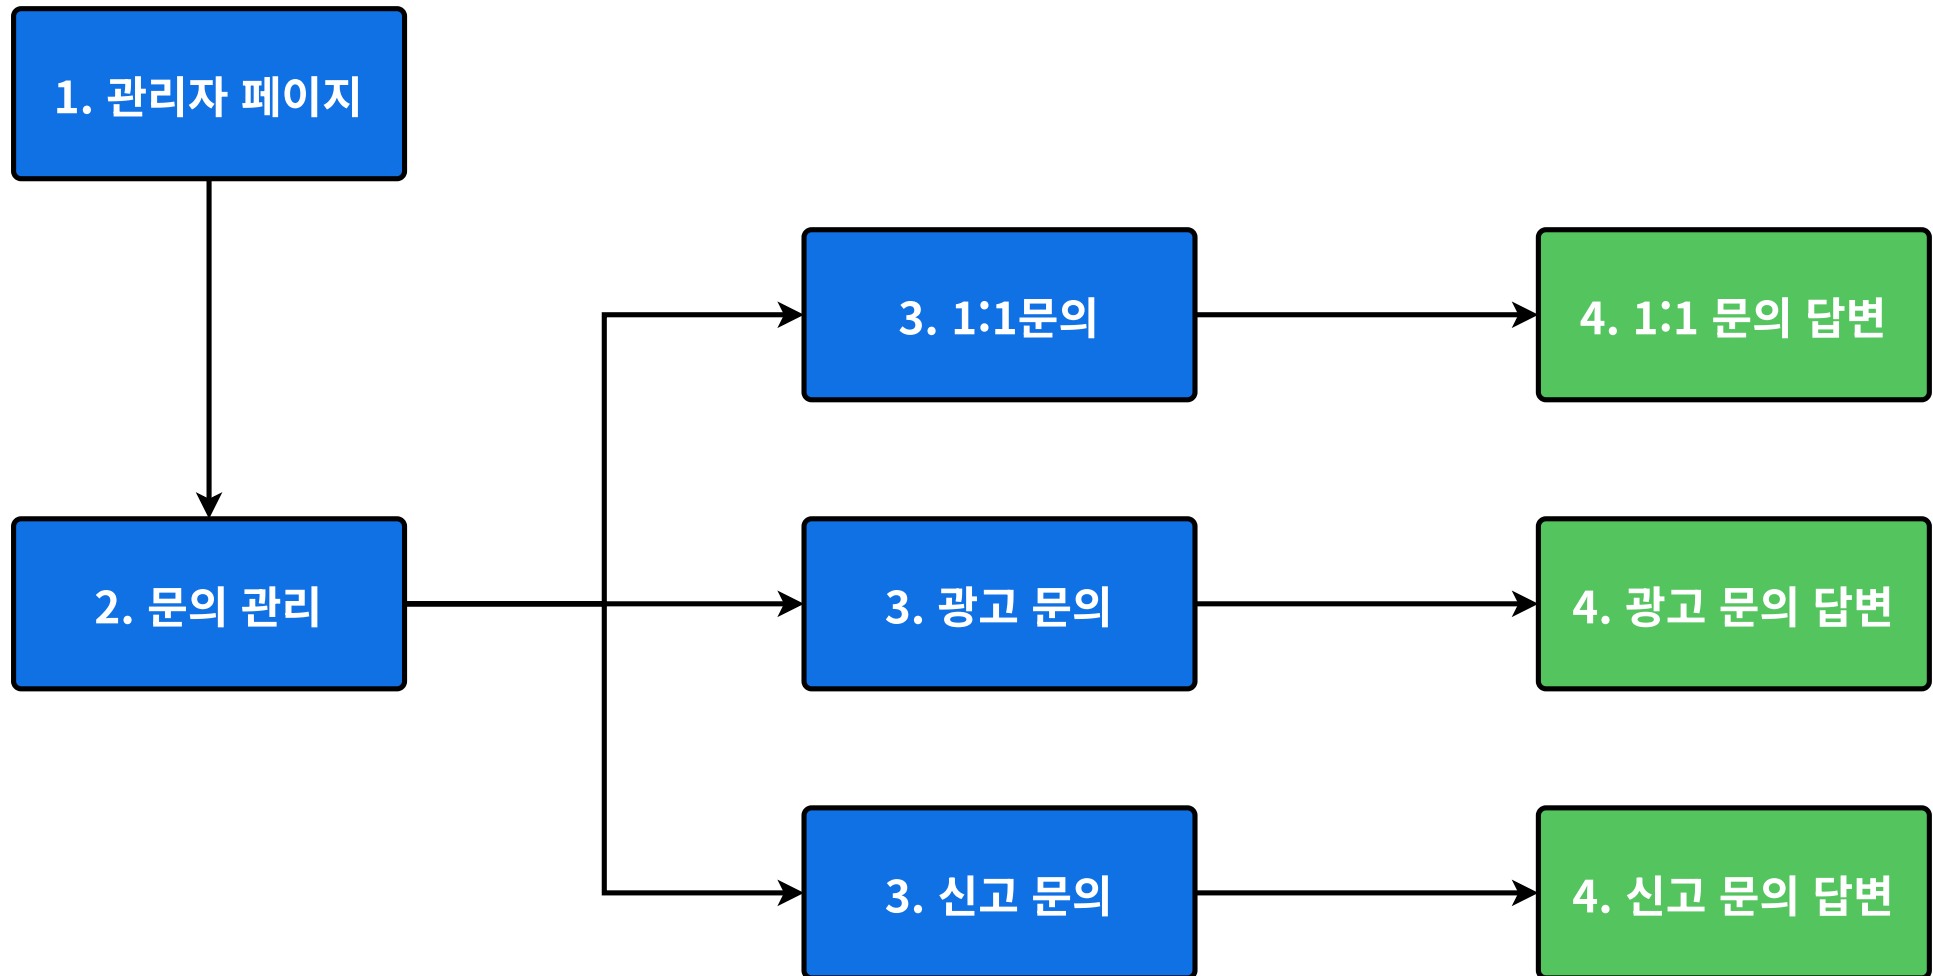 1. 관리자 페이지
3. 1:1문의
4. 1:1 문의 답변
2. 문의 관리
3. 광고 문의
4. 광고 문의 답변
3. 신고 문의
4. 신고 문의 답변